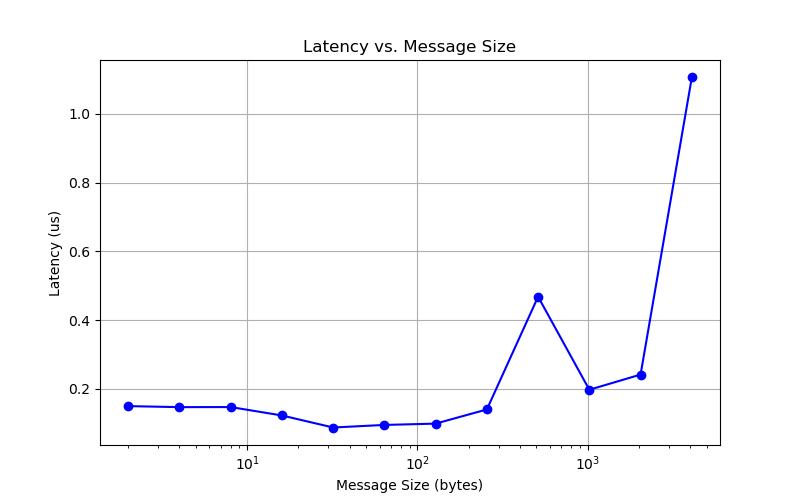 Latency vs. Message Size
1.0
0.8
0.6
0.4
0.2
Latency (us)
10¹ 10² 10³
Message Size (bytes)